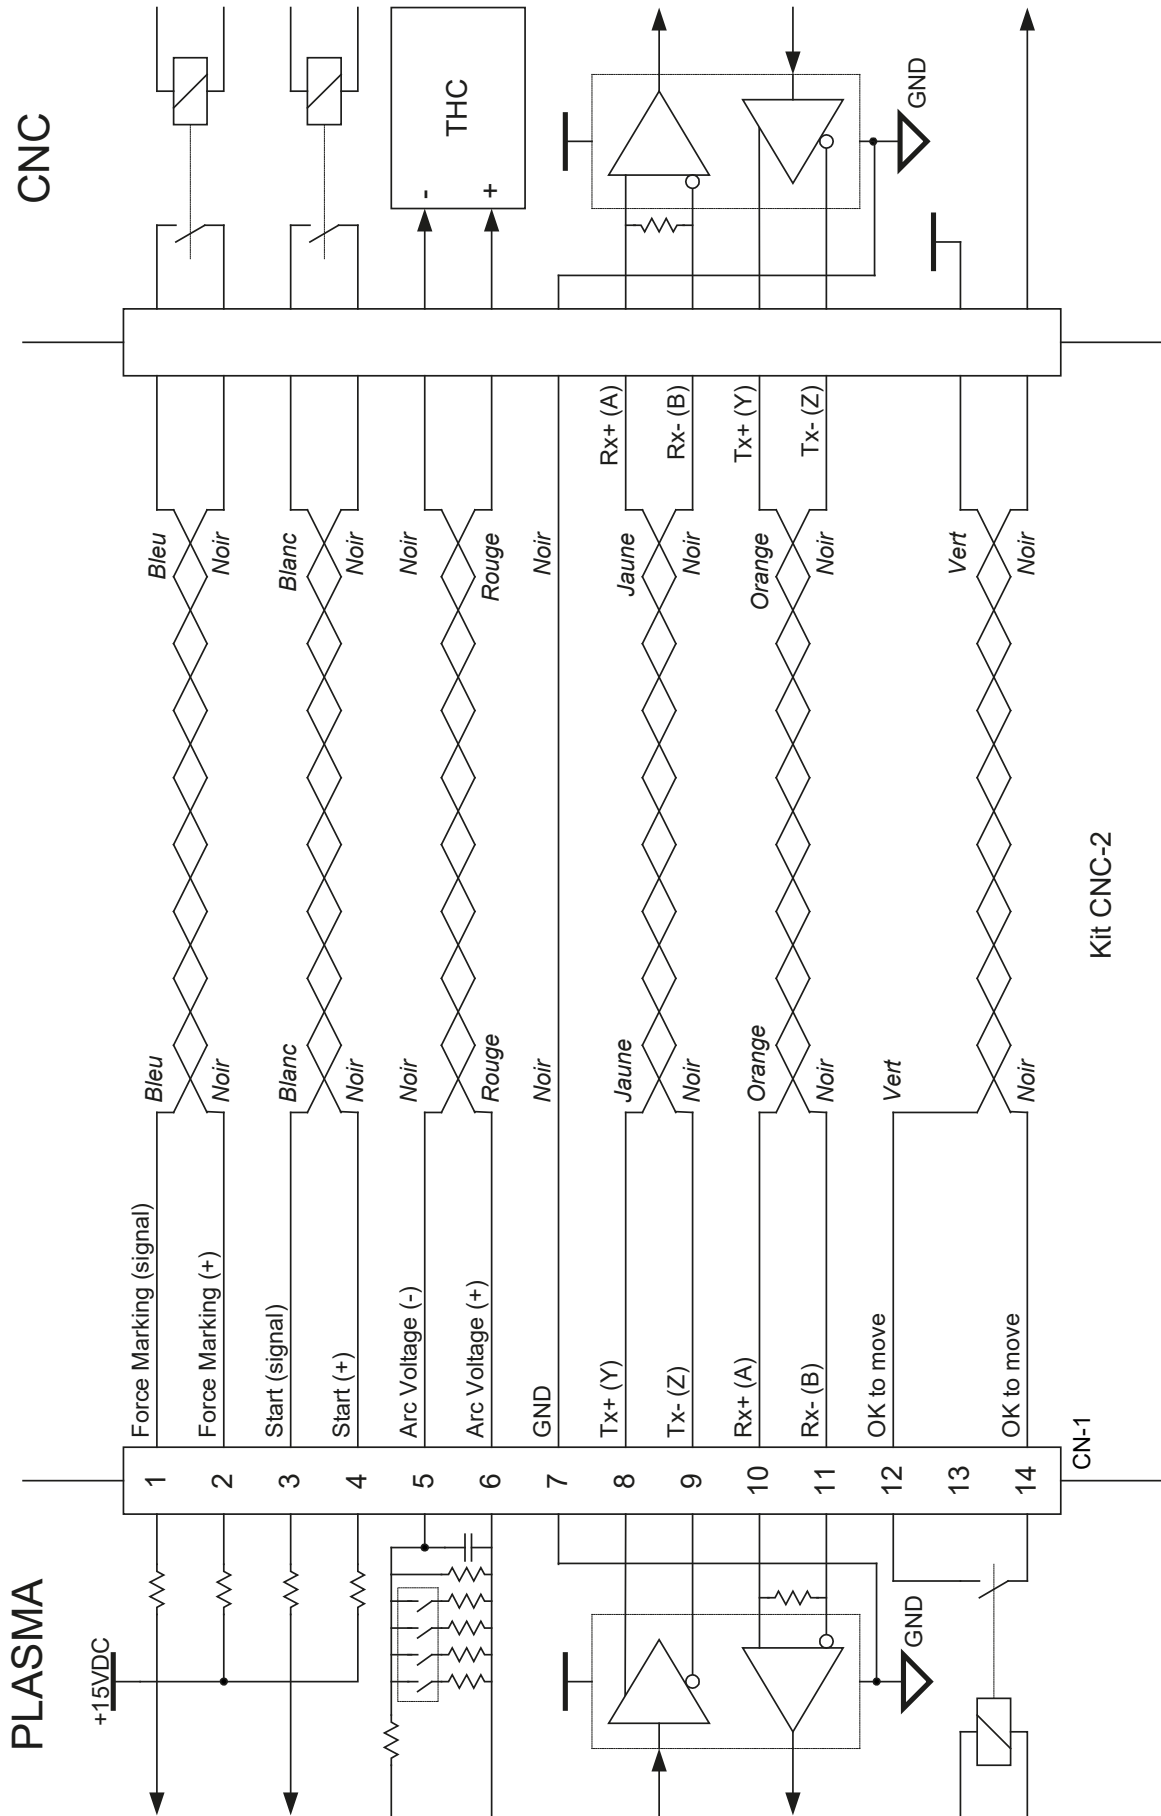 PLASMA
CNC
+15VDC
1
2
3
4
5
6
7
8
9
10
11
12
13
14
CN-1
Force Marking (signal)
Force Marking (+)
Start (signal)
Start (+)
Arc Voltage (-)
Arc Voltage (+)
GND
Tx+ (Y)
Tx- (Z)
Rx+ (A)
Rx- (B)
OK to move
OK to move
GND
Bleu
Noir
Blanc
Noir
Noir
Rouge
Noir
Jaune
Noir
Orange
Noir
Vert
Noir
Kit CNC-2
Bleu
Noir
Blanc
Noir
Noir
Rouge
Noir
Jaune
Noir
Orange
Noir
Vert
Noir
Rx+ (A)
Rx- (B)
Tx+ (Y)
Tx- (Z)
-
+
THC
GND